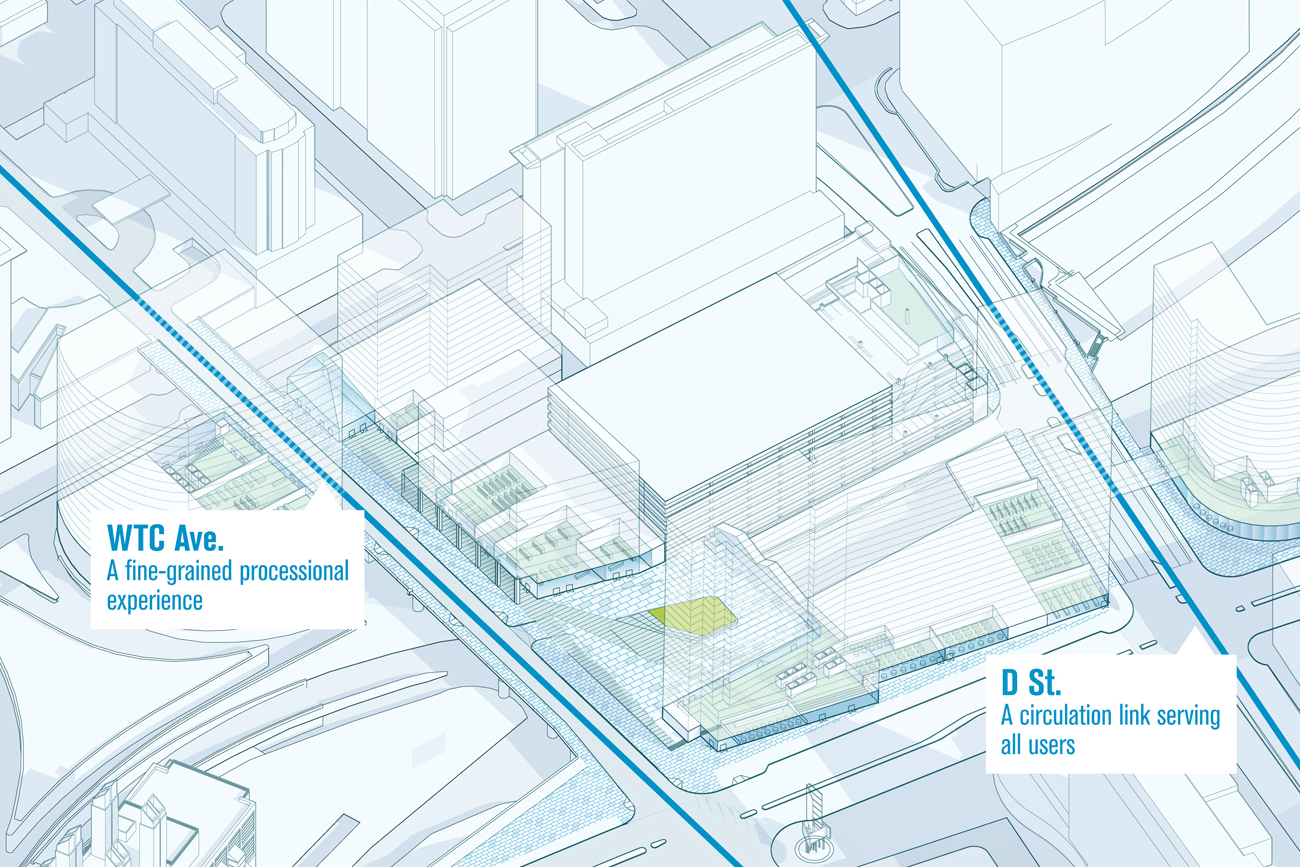 WTC Ave.
A fine-grained processional
experience
D St.
A circulation link serving
all users